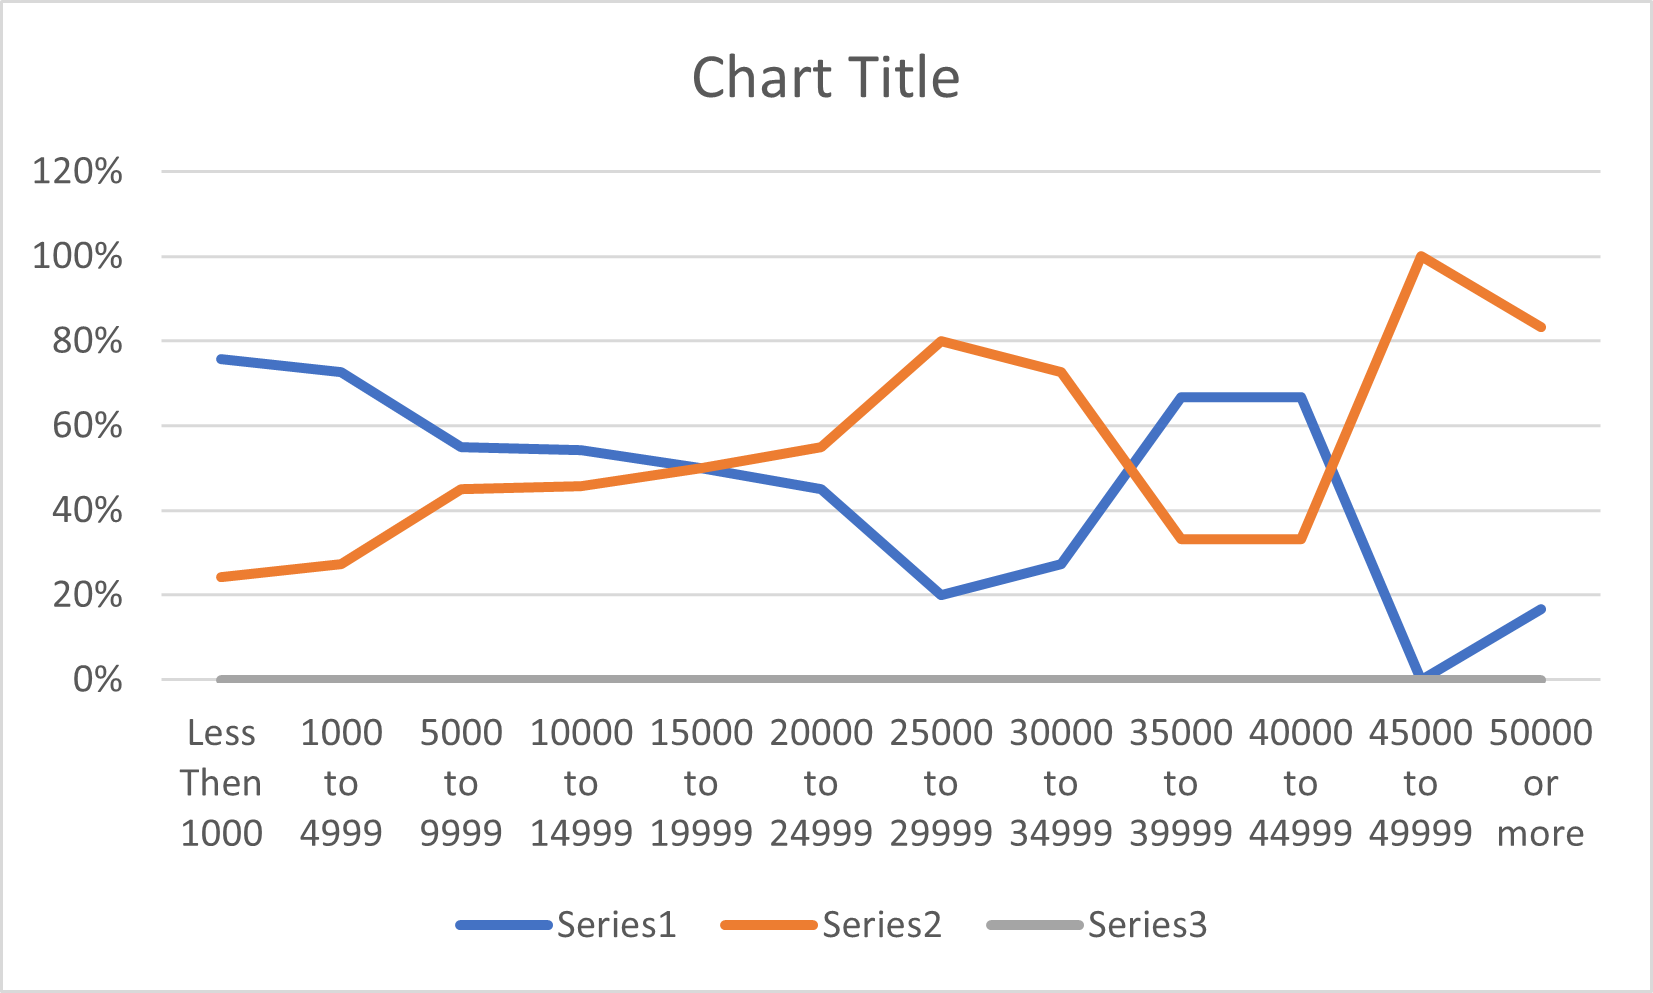 Chart Title
120%
100%
80%
60%
40%
20%
0%
Less Then 1000
1000 to 4999
5000 to 9999
10000 to 14999
15000 to 19999
20000 to 24999
25000 to 29999
30000 to 34999
35000 to 39999
40000 to 44999
45000 to 49999
50000 or more
Series1
Series2
Series3